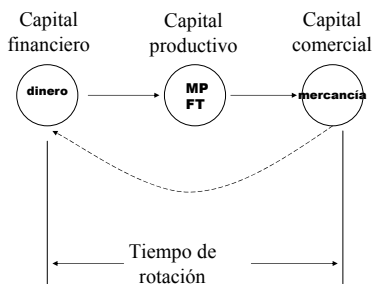 Capital
financiero
Capital
productivo
Capital
comercial
dinero
MP
FT
mercancía
Tiempo de
rotación